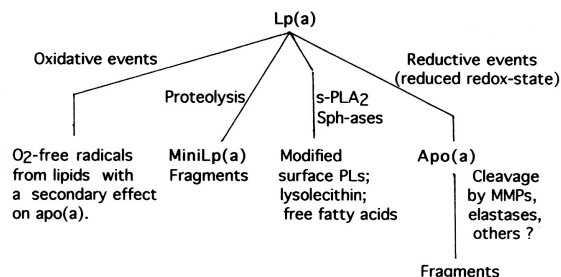 Lp(a)
Oxidative events
Reductive events
(reduced redox-state)
Proteolysis
s-PLA2
Sph-ases
O2-free radicals
from lipids with
a secondary effect
on apo(a).
MiniLp(a)
Fragments
Modified
surface PLs;
lysolecithin;
free fatty acids
Apo(a)
Cleavage
by MMPs,
elastases,
others ?
Fragments